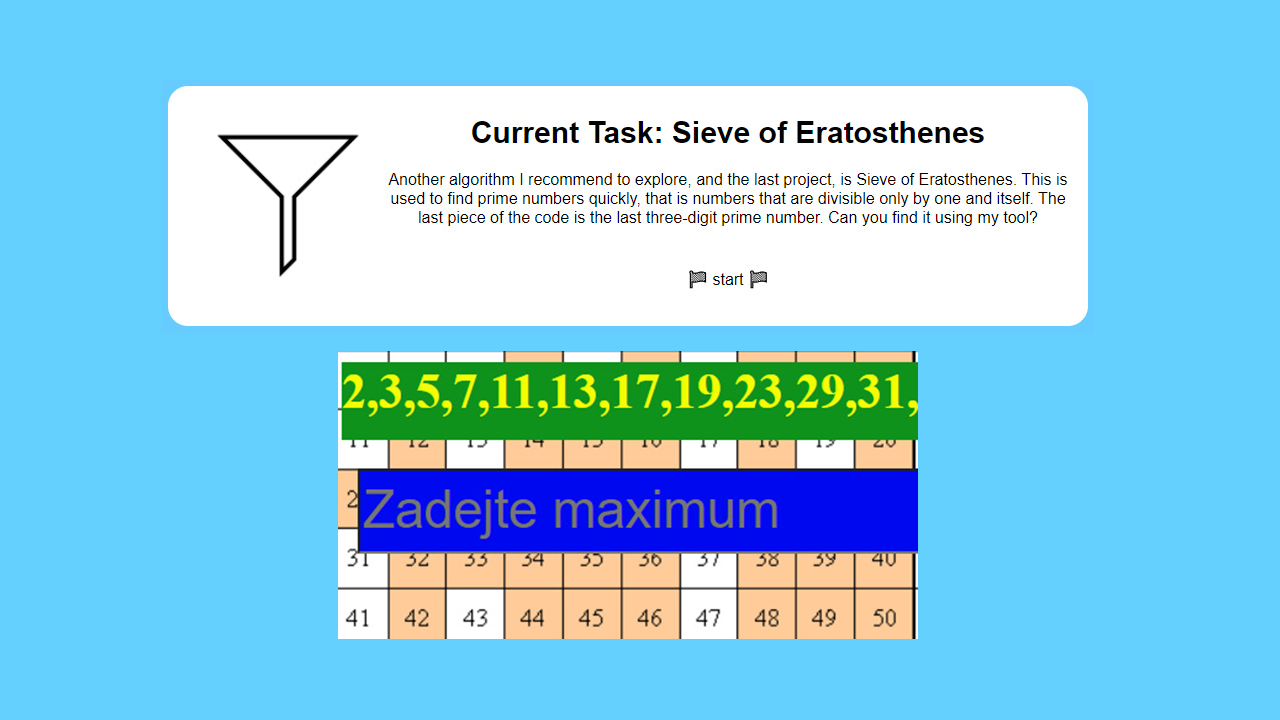 Current Task: Sieve of Eratosthenes
Another algorithm I recommend to explore, and the last project, is Sieve of Eratosthenes. This is
used to find prime numbers quickly, that is numbers that are divisible only by one and itself. The
last piece of the code is the last three-digit prime number. Can you find it using my tool?
🏁 start 🏁
2,3,5,7,11,13,17,19,23,29,31,
11 12 13 14 15 16 17 18 19 20
Zadejte maximum
31 32 33 34 35 36 37 38 39 40
41 42 43 44 45 46 47 48 49 50